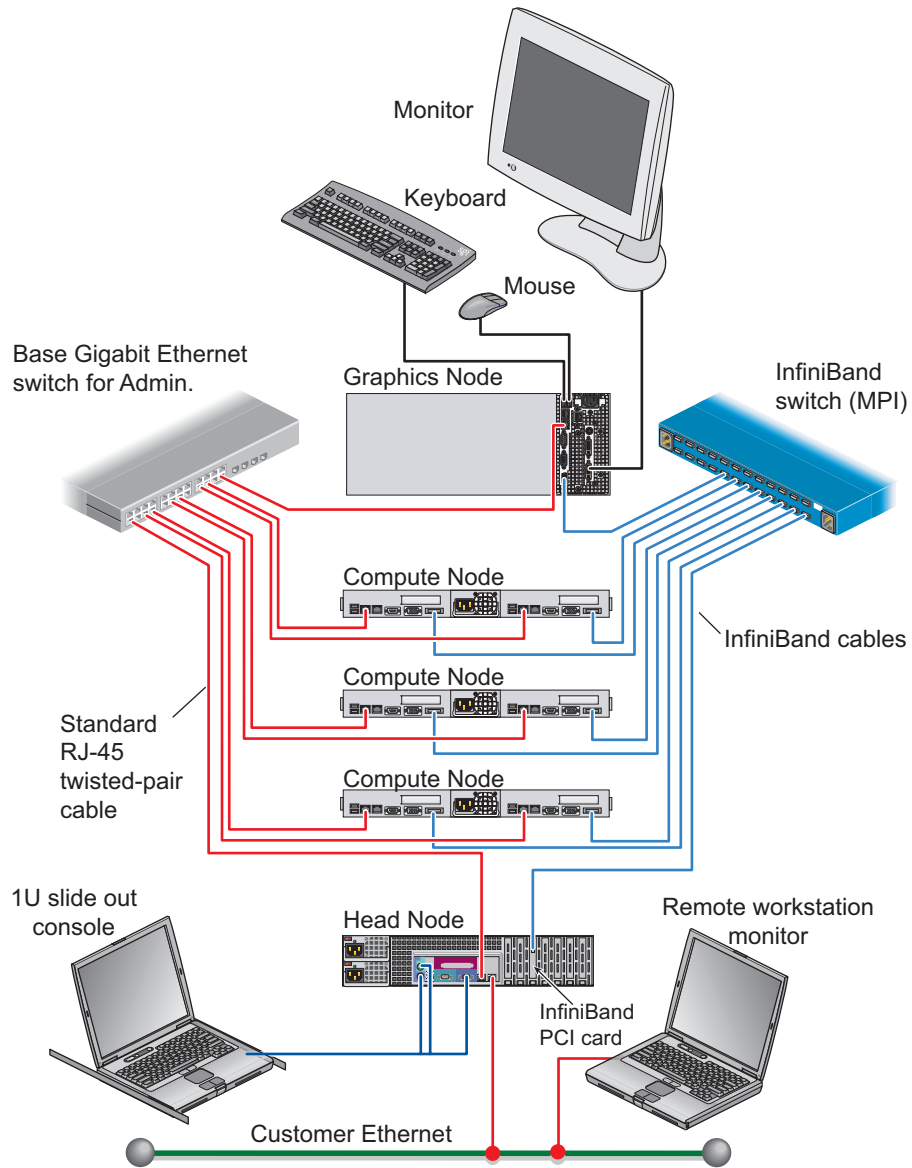 Monitor
Keyboard
Mouse
Base Gigabit Ethernet
switch for Admin.
Graphics Node
InfiniBand
switch (MPI)
Compute Node
InfiniBand cables
Compute Node
Standard
RJ-45
twisted-pair
cable
Compute Node
1U slide out
console
Head Node
Remote workstation
monitor
InfiniBand
PCI card
Customer Ethernet